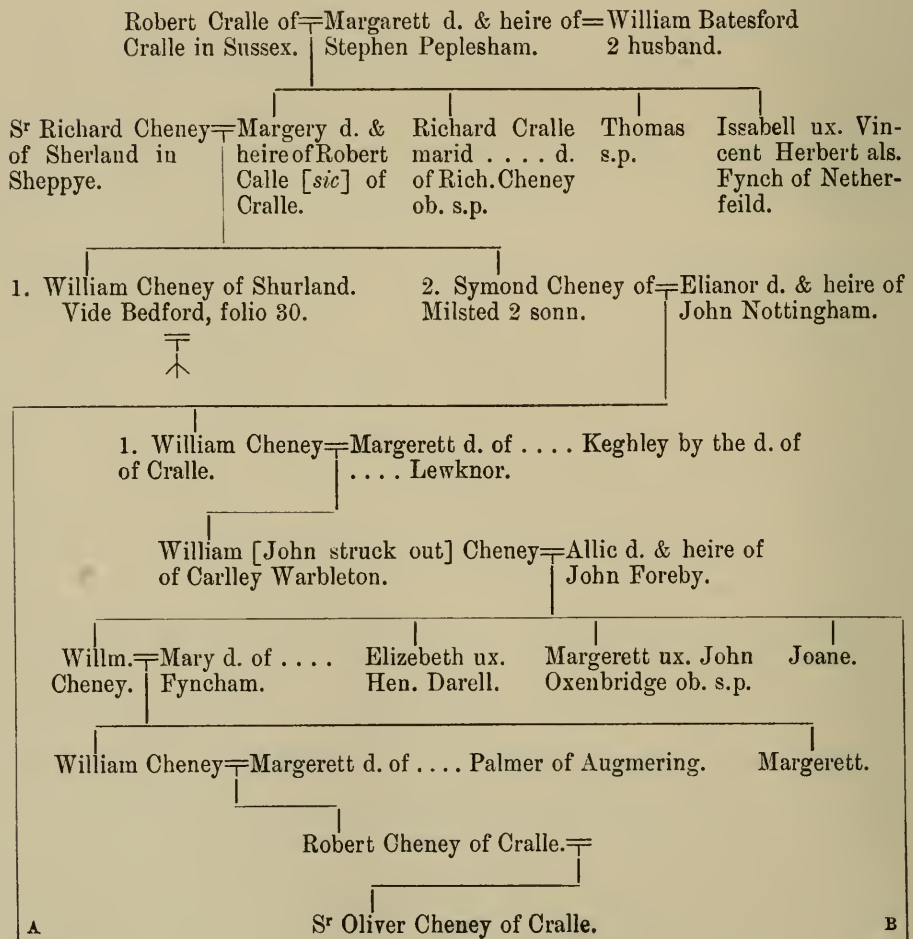 Robert Cralle of
Cralle in Sussex.
Margarett d. & heire of
Stephen Peplesham.
William Batesford
2 husband.
Sr Richard Cheney
of Sherland in
Sheppye.
Margery d. &
heire of Robert
Calle [sic] of
Cralle.
Richard Cralle
marid . . . . d.
of Rich. Cheney
ob. s.p.
Thomas
s.p.
Issabell ux. Vin-
cent Herbert als.
Fynch of Nether-
feild.
1. William Cheney of Shurland.
Vide Bedford, folio 30.
2. Symond Cheney of
Milsted 2 sonn.
Elianor d. & heire of
John Nottingham.
1. William Cheney
of Cralle.
Margerett d. of . . . . Keghley by the d. of
. . . . Lewknor.
William [John struck out] Cheney
of Carlley Warbleton.
Allic d. & heire of
John Foreby.
Willm.
Cheney.
Mary d. of . . . .
Fyncham.
Elizebeth ux.
Hen. Darell.
Margerett ux. John
Oxenbridge ob. s.p.
Joane.
William Cheney
Margerett d. of . . . . Palmer of Augmering.
Margerett.
Robert Cheney of Cralle.
Sr Oliver Cheney of Cralle.
A
B